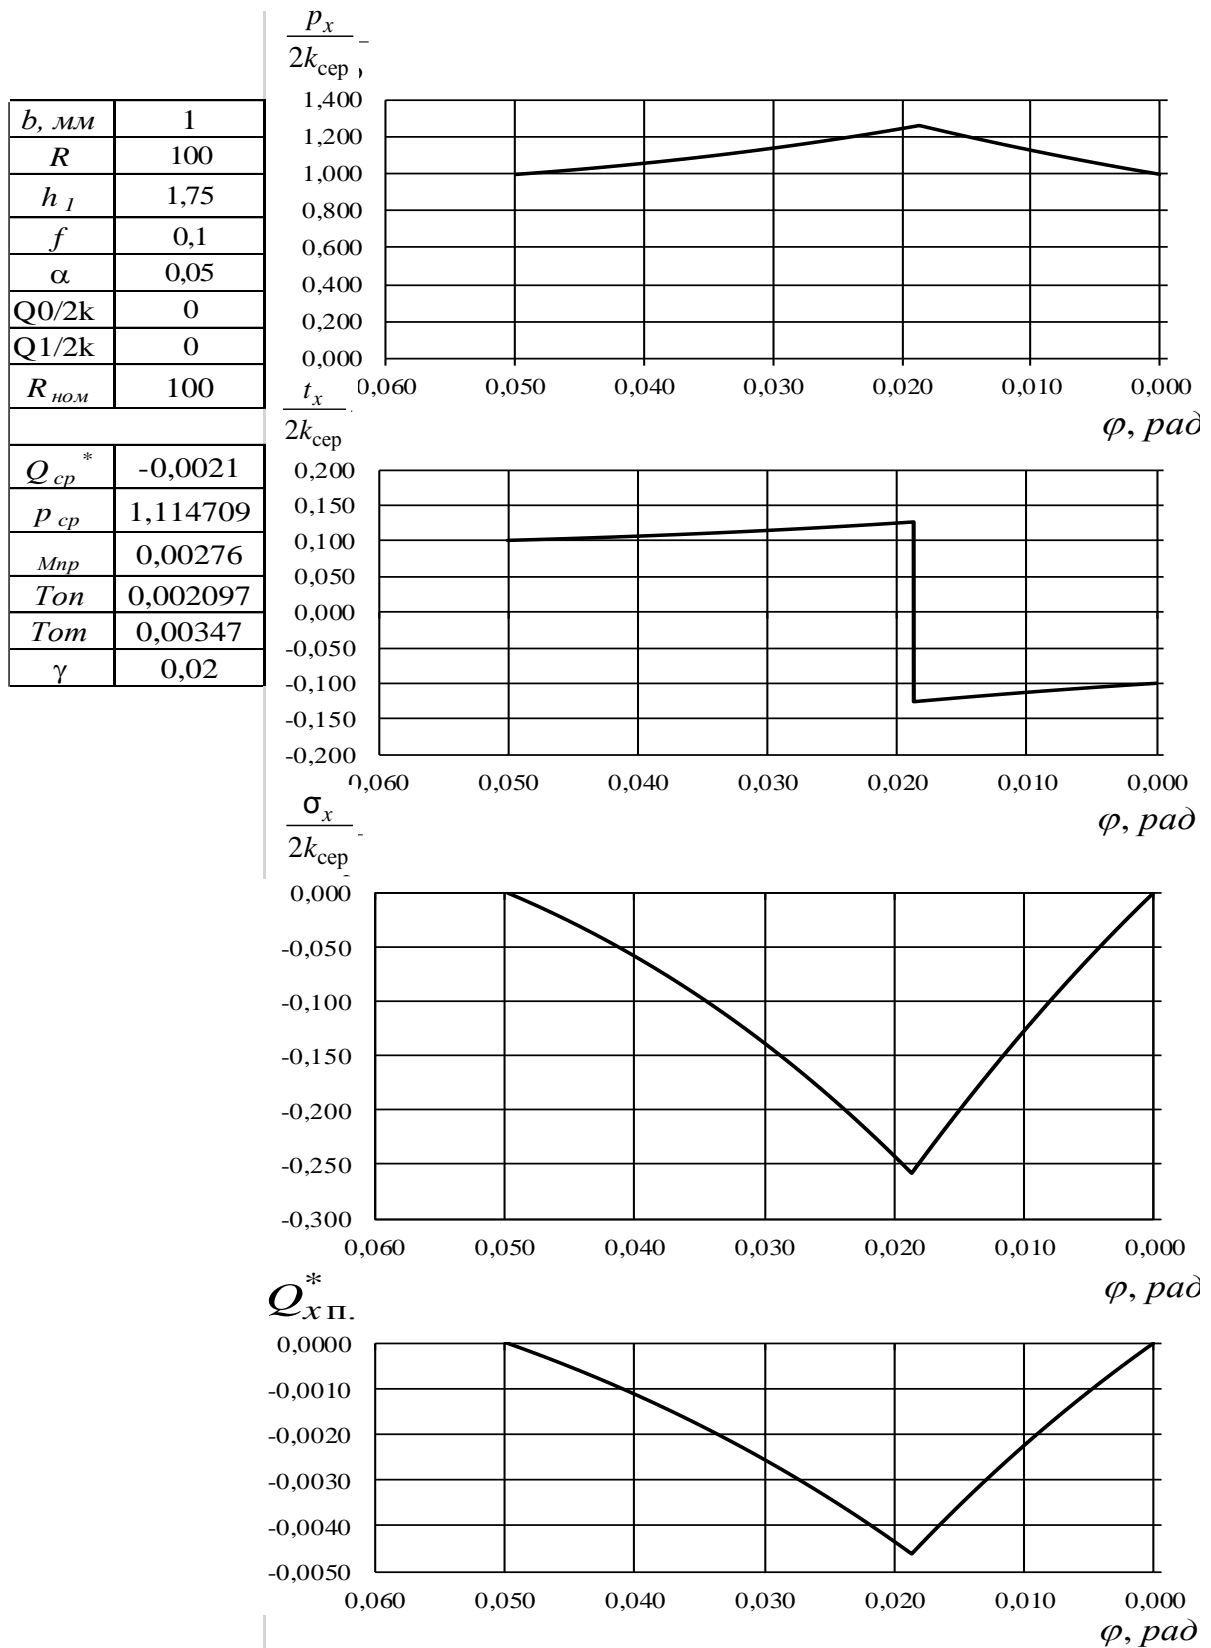 b, мм 1
R 100
h 1 1,75
f 0,1
α 0,05
Q0/2k 0
Q1/2k 0
R ном 100
Q ср * -0,0021
p ср 1,114709
Мпр 0,00276
Топ 0,002097
Тот 0,00347
γ 0,02
p x
2k сер
1,400
1,200
1,000
0,800
0,600
0,400
0,200
0,000
0,060 0,050 0,040 0,030 0,020 0,010 0,000
φ, рад
t x
2k сер
0,200
0,150
0,100
0,050
0,000
-0,050
-0,100
-0,150
-0,200
0,060 0,050 0,040 0,030 0,020 0,010 0,000
φ, рад
σ x
2k сер
0,000
-0,050
-0,100
-0,150
-0,200
-0,250
-0,300
0,060 0,050 0,040 0,030 0,020 0,010 0,000
φ, рад
Q * x п.
0,0000
-0,0010
-0,0020
-0,0030
-0,0040
-0,0050
0,060 0,050 0,040 0,030 0,020 0,010 0,000
φ, рад